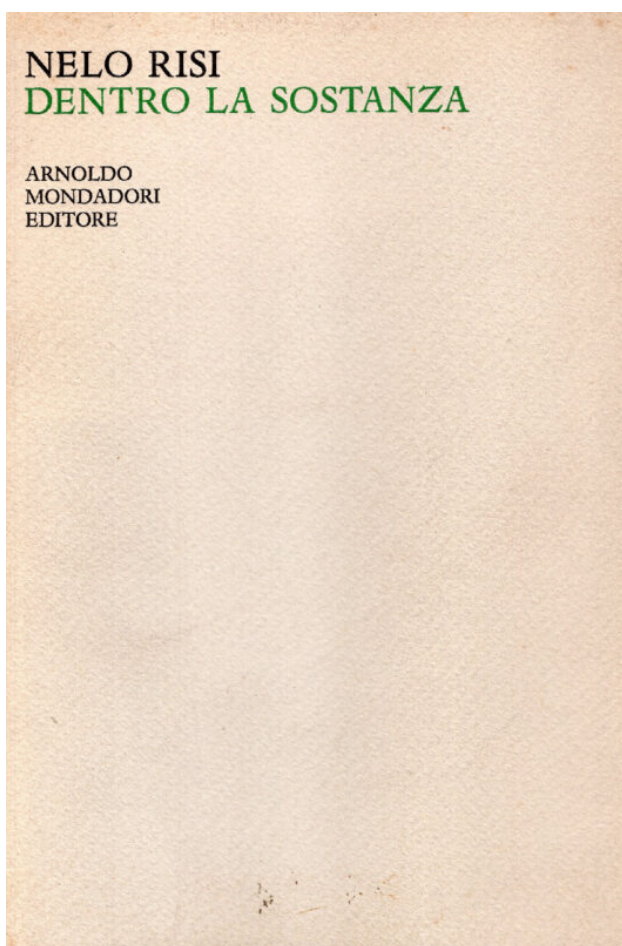 NELO RISI
DENTRO LA SOSTANZA
ARNOLDO
MONDADORI
EDITORE